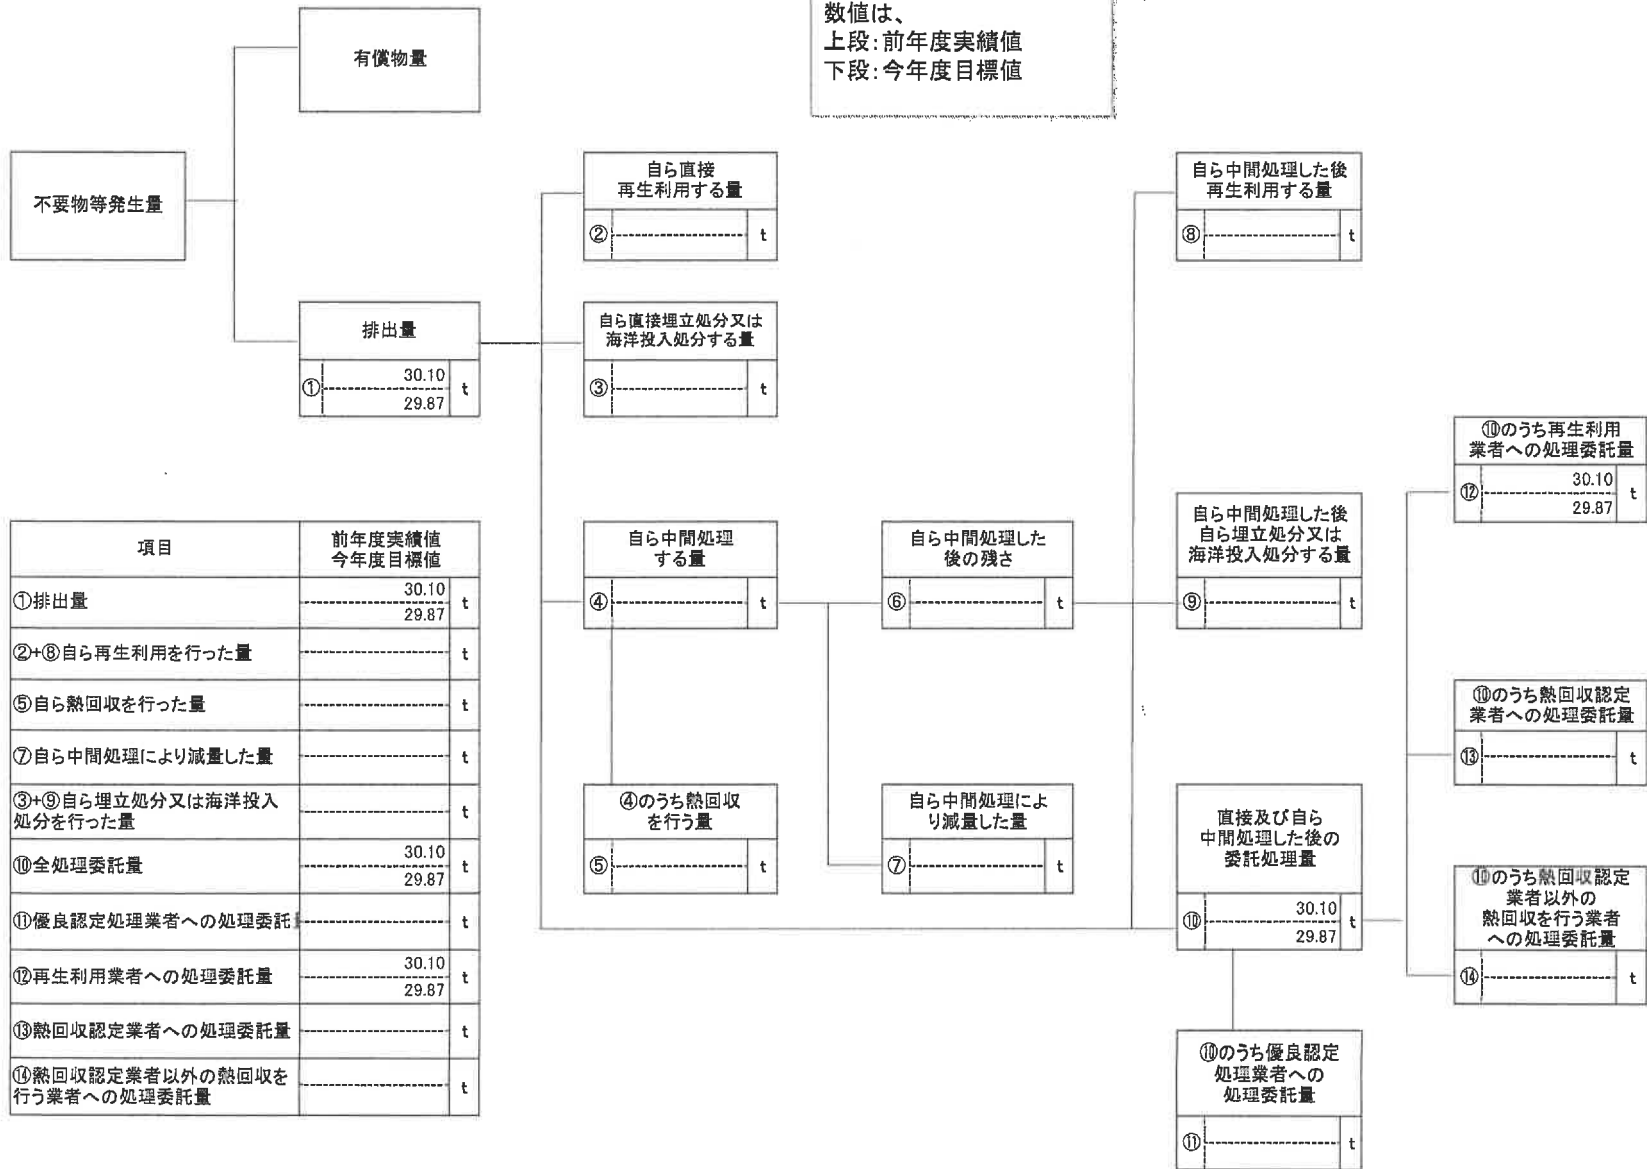 数値は、
上段:前年度実績値
下段:今年度目標値
有償物量
不要物等発生量
排出量
① 30.10 t
29.87
自ら直接
再生利用する量
② t
自ら直接埋立処分又は
海洋投入処分する量
③ t
自ら中間処理
する量
④ t
④のうち熱回収
を行う量
⑤ t
自ら中間処理した
後の残さ
⑥ t
自ら中間処理によ
り減量した量
⑦ t
自ら中間処理した後
再生利用する量
⑧ t
自ら中間処理した後
自ら埋立処分又は
海洋投入処分する量
⑨ t
直接及び自ら
中間処理した後の
委託処理量
⑩ 30.10 t
29.87
⑩のうち優良認定
処理業者への
処理委託量
⑪ t
⑩のうち再生利用
業者への処理委託量
⑫ 30.10 t
29.87
⑩のうち熱回収認定
業者への処理委託量
⑬ t
⑩のうち熱回収認定
業者以外の
熱回収を行う業者
への処理委託量
⑭ t
項目 前年度実績値
今年度目標値
①排出量 30.10 t
29.87
②+⑧自ら再生利用を行った量 t
⑤自ら熱回収を行った量 t
⑦自ら中間処理により減量した量 t
③+⑨自ら埋立処分又は海洋投入
処分を行った量 t
⑩全処理委託量 30.10 t
29.87
⑪優良認定処理業者への処理委託 t
⑫再生利用業者への処理委託量 30.10 t
29.87
⑬熱回収認定業者への処理委託量 t
⑭熱回収認定業者以外の熱回収を
行う業者への処理委託量 t